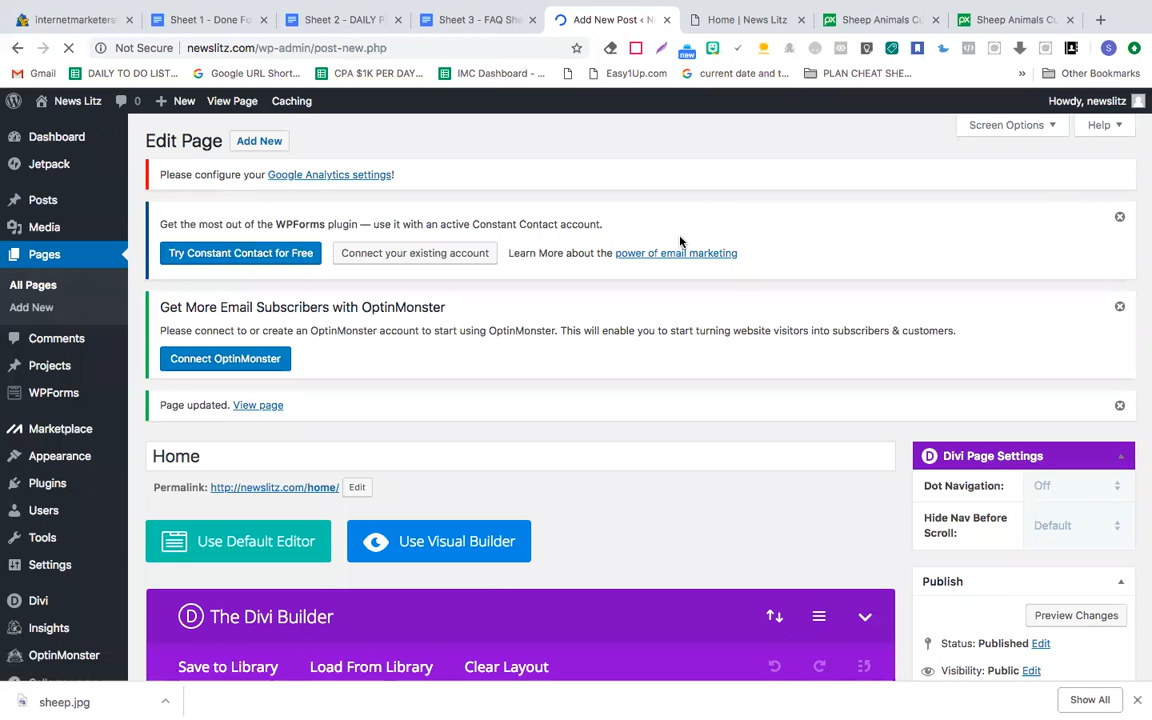 internetmarketers
Sheet 1 - Done Fo
Sheet 2 - DAILY P
Sheet 3 - FAQ She
Add New Post ‹ N
Home | News Litz
Sheep Animals Cu
Sheep Animals Cu
Not Secure
newslitz.com/wp-admin/post-new.php
new
S
Gmail
DAILY TO DO LIST...
Google URL Short...
CPA $1K PER DAY...
IMC Dashboard - ...
Easy1Up.com
current date and t...
PLAN CHEAT SHE...
»
Other Bookmarks
News Litz
0
New
View Page
Caching
Howdy, newslitz
Dashboard
Jetpack
Posts
Media
Pages
All Pages
Add New
Comments
Projects
WPForms
Marketplace
Appearance
Plugins
Users
Tools
Settings
Divi
Insights
OptinMonster
Edit Page
Add New
Screen Options
Help
Please configure your Google Analytics settings!
Get the most out of the WPForms plugin — use it with an active Constant Contact account.
Try Constant Contact for Free
Connect your existing account
Learn More about the power of email marketing
Get More Email Subscribers with OptinMonster
Please connect to or create an OptinMonster account to start using OptinMonster. This will enable you to start turning website visitors into subscribers & customers.
Connect OptinMonster
Page updated. View page
Home
Permalink: http://newslitz.com/home/
Edit
Use Default Editor
Use Visual Builder
D The Divi Builder
Save to Library
Load From Library
Clear Layout
D Divi Page Settings
Dot Navigation:
Off
Hide Nav Before
Scroll:
Default
Publish
Preview Changes
Status: Published Edit
Visibility: Public Edit
sheep.jpg
Show All